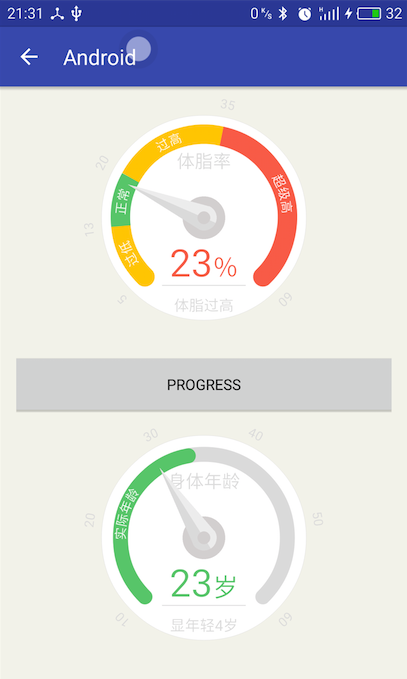 21:31
0 K/s
H
32
Android
35
过高
体脂率
20
超级高
正常
13
过低
23%
5
60
体脂过高
PROGRESS
30
40
身体年龄
实际年龄
20
50
23岁
10
60
显年轻4岁